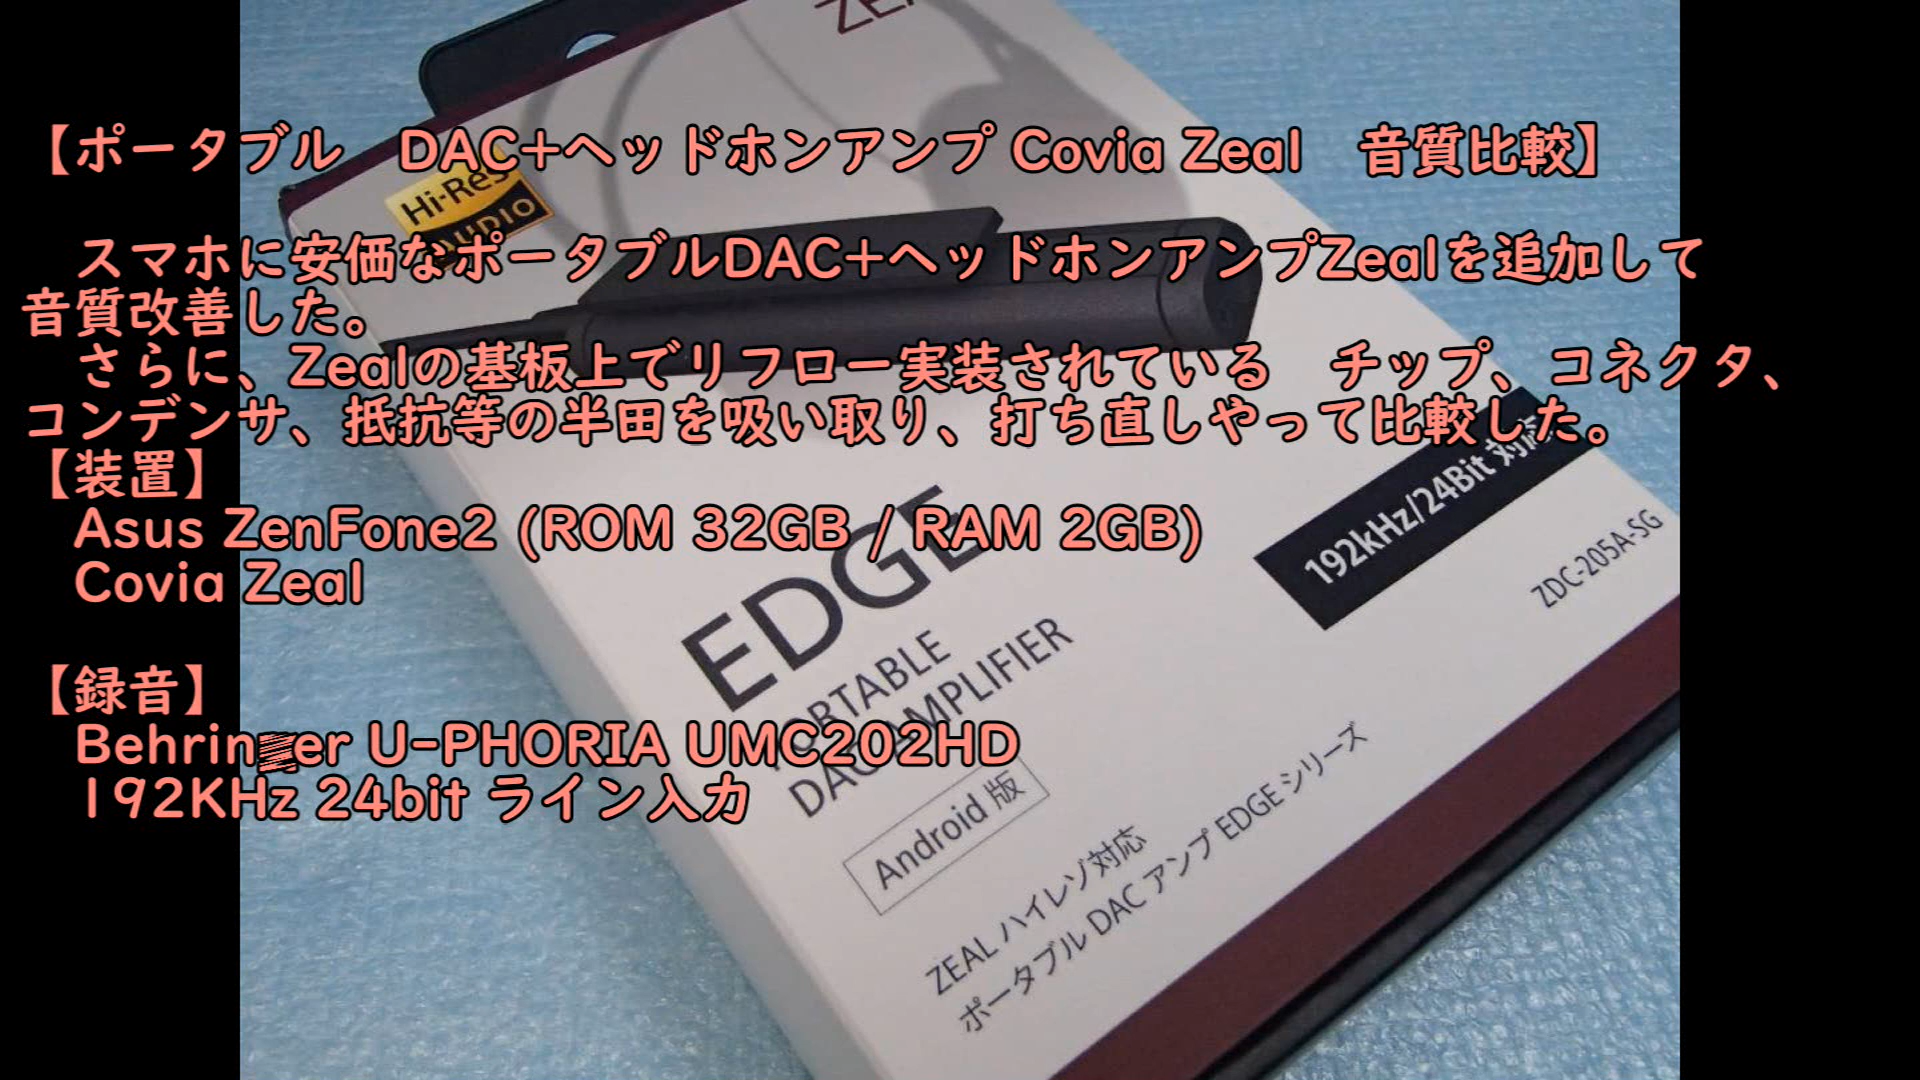 【ポータブル　DAC+ヘッドホンアンプ Covia Zeal　音質比較】
　スマホに安価なポータブルDAC+ヘッドホンアンプZealを追加して
音質改善した。
　さらに、Zealの基板上でリフロー実装されている　チップ、コネクタ、
コンデンサ、抵抗等の半田を吸い取り、打ち直しやって比較した。
【装置】
　Asus ZenFone2 (ROM 32GB / RAM 2GB)
　Covia Zeal
【録音】
　U-PHORIA UMC202HD
　192KHz 24bit ライン入力
Hi-Res
AUDIO
EDGE
PORTABLE
DAC AMPLIFIER
Android 版
192kHz/24Bit 対応
ZDC-205A-SG
ZEAL ハイレゾ対応
ポータブル DAC アンプ EDGE シリーズ